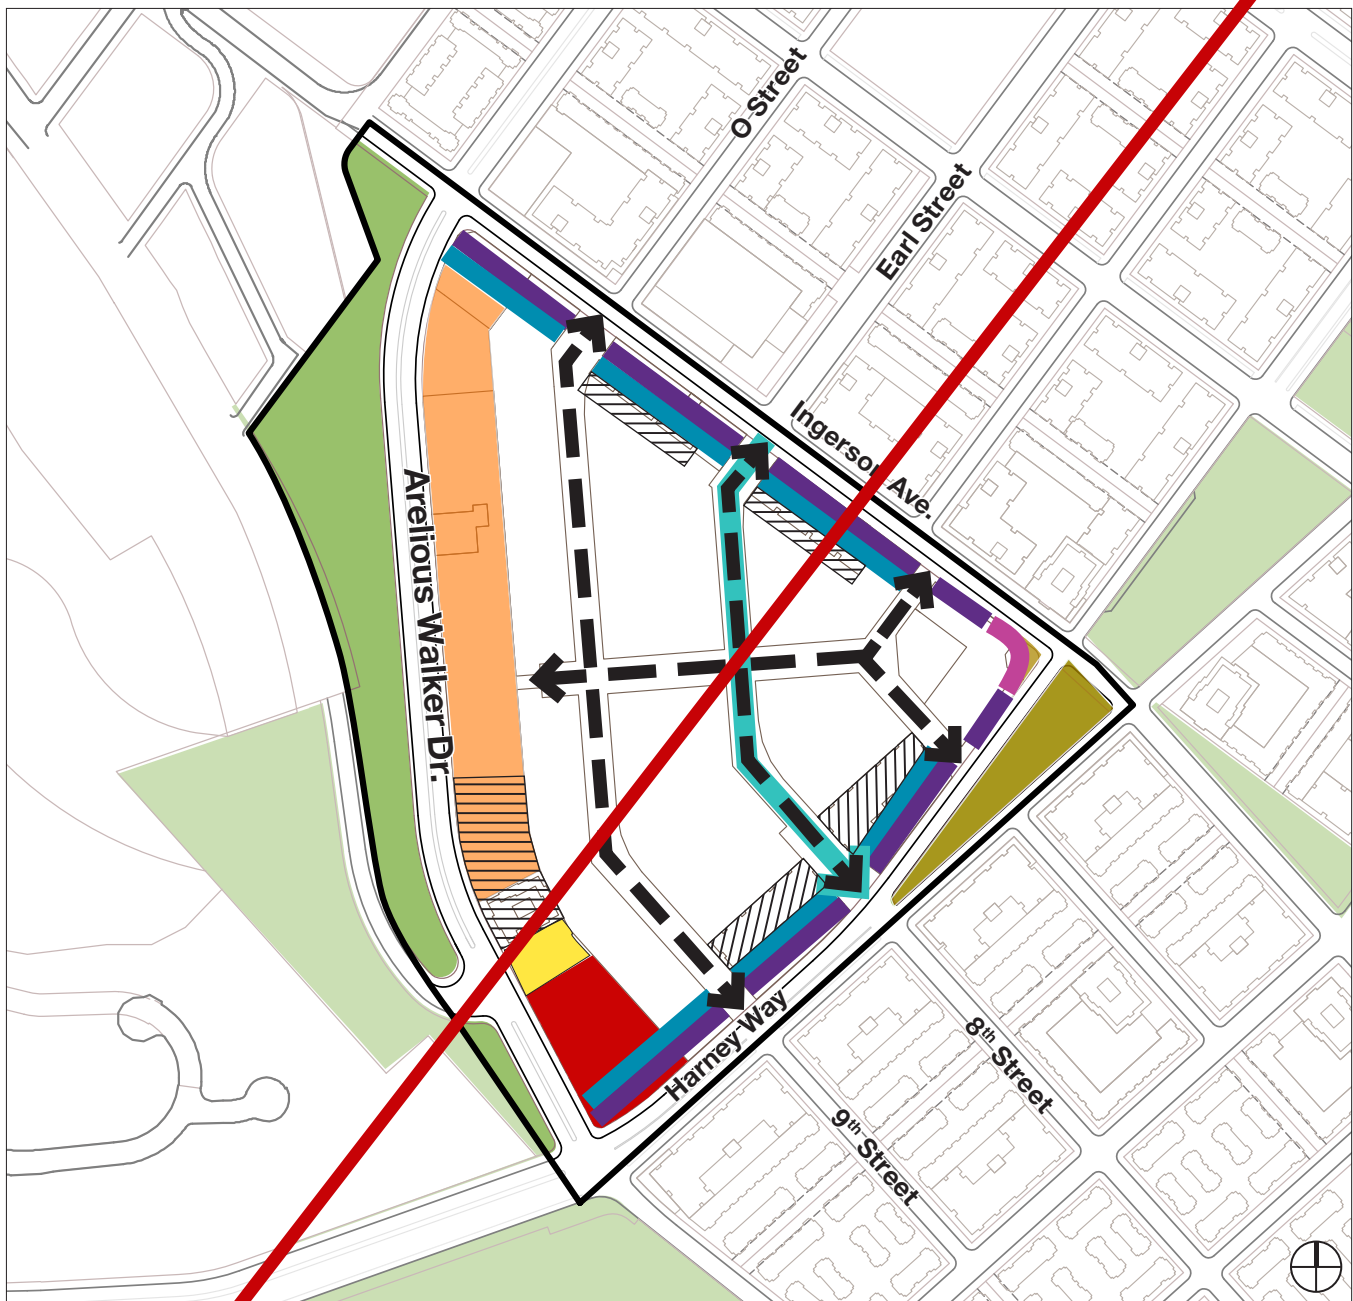 O Street
Earl Street
Ingerson Ave.
Arelious Walker Dr.
Harney Way
8th Street
9th Street